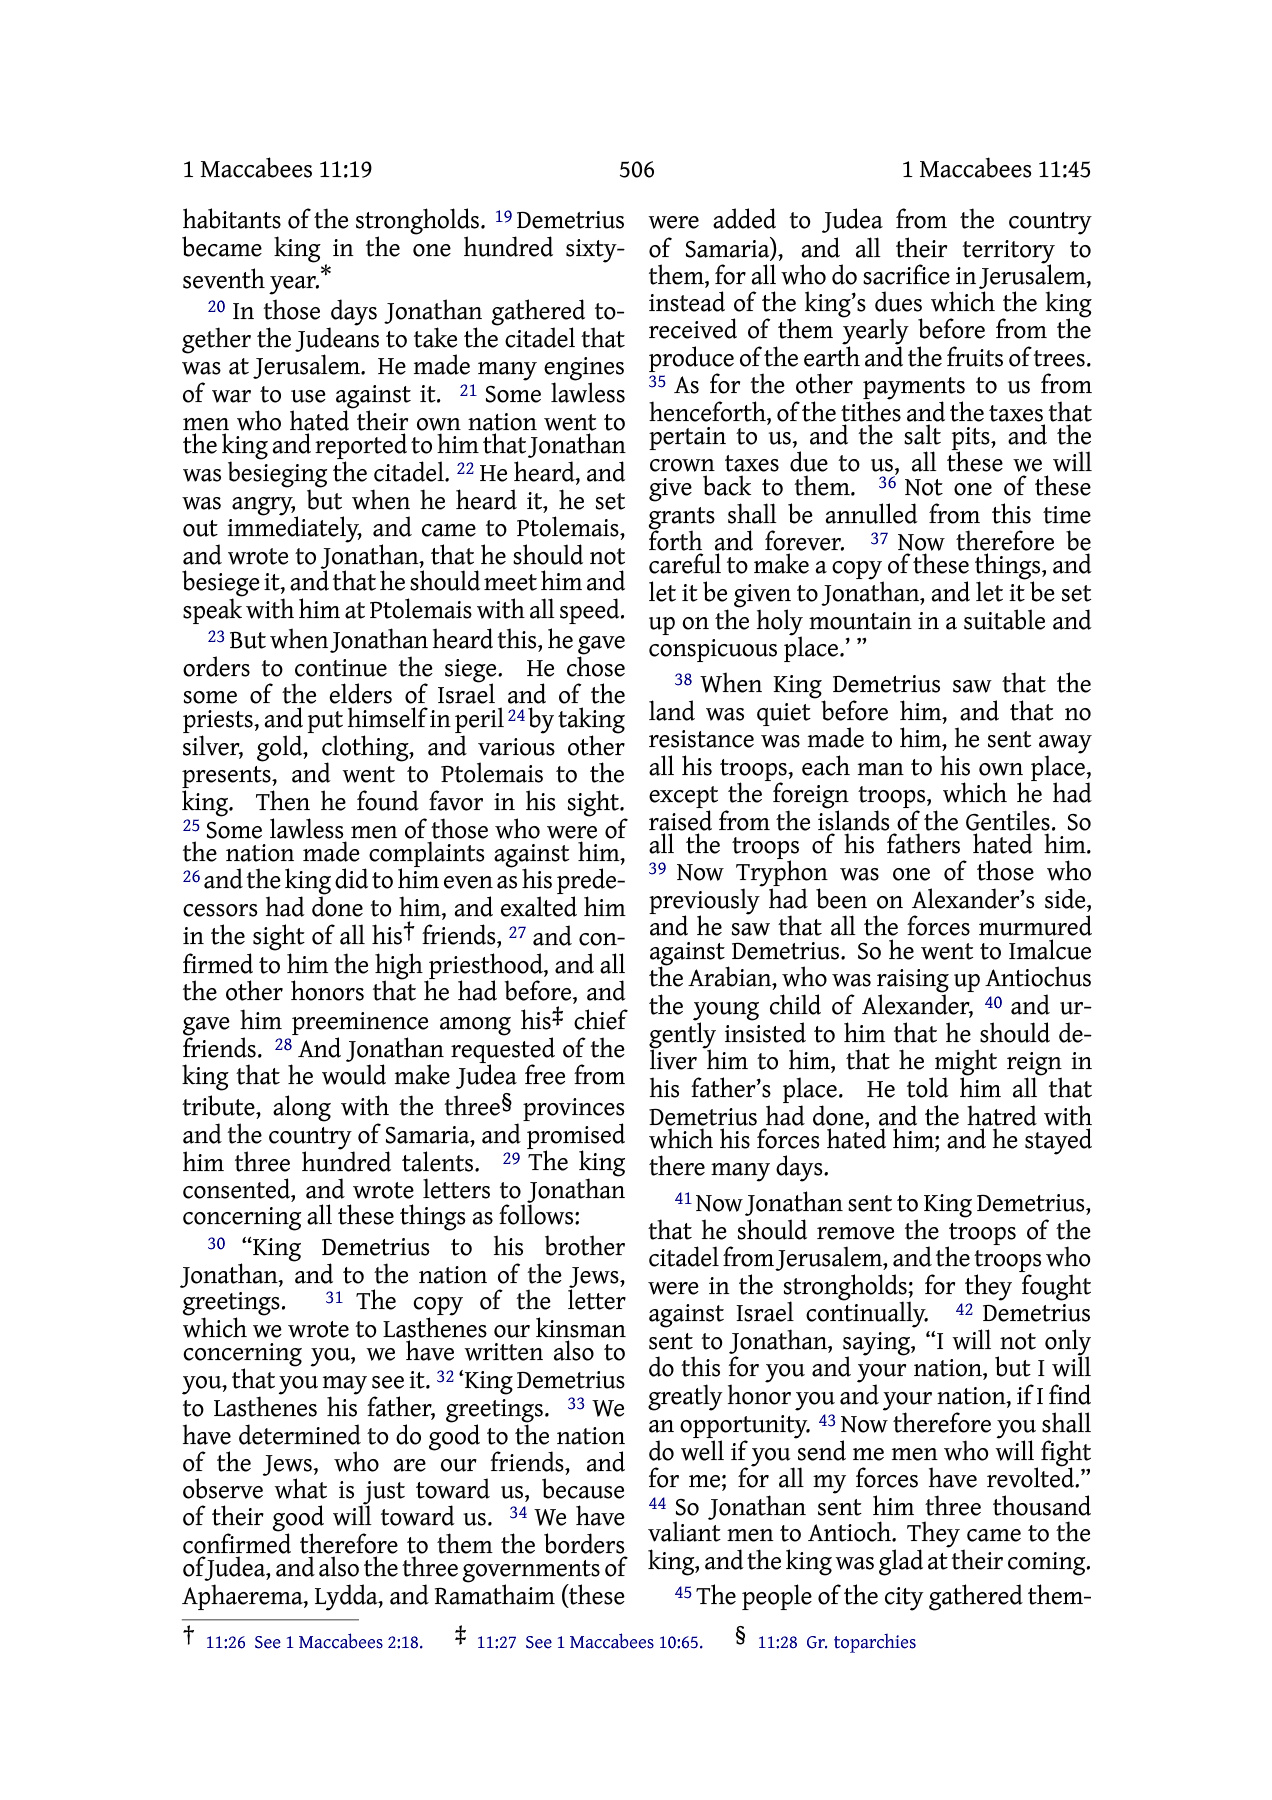 1 Maccabees 11:19 506 1 Maccabees 11:45
habitants of the strongholds. 19 Demetrius
became king in the one hundred sixty-
seventh year.*
20 In those days Jonathan gathered to-
gether the Judeans to take the citadel that
was at Jerusalem. He made many engines
of war to use against it. 21 Some lawless
men who hated their own nation went to
the king and reported to him that Jonathan
was besieging the citadel. 22 He heard, and
was angry, but when he heard it, he set
out immediately, and came to Ptolemais,
and wrote to Jonathan, that he should not
besiege it, and that he should meet him and
speak with him at Ptolemais with all speed.
23 But when Jonathan heard this, he gave
orders to continue the siege. He chose
some of the elders of Israel and of the
priests, and put himself in peril 24 by taking
silver, gold, clothing, and various other
presents, and went to Ptolemais to the
king. Then he found favor in his sight.
25 Some lawless men of those who were of
the nation made complaints against him,
26 and the king did to him even as his prede-
cessors had done to him, and exalted him
in the sight of all his† friends, 27 and con-
firmed to him the high priesthood, and all
the other honors that he had before, and
gave him preeminence among his‡ chief
friends. 28 And Jonathan requested of the
king that he would make Judea free from
tribute, along with the three§ provinces
and the country of Samaria, and promised
him three hundred talents. 29 The king
consented, and wrote letters to Jonathan
concerning all these things as follows:
30 “King Demetrius to his brother
Jonathan, and to the nation of the Jews,
greetings. 31 The copy of the letter
which we wrote to Lasthenes our kinsman
concerning you, we have written also to
you, that you may see it. 32 ‘King Demetrius
to Lasthenes his father, greetings. 33 We
have determined to do good to the nation
of the Jews, who are our friends, and
observe what is just toward us, because
of their good will toward us. 34 We have
confirmed therefore to them the borders
of Judea, and also the three governments of
Aphaerema, Lydda, and Ramathaim (these
were added to Judea from the country
of Samaria), and all their territory to
them, for all who do sacrifice in Jerusalem,
instead of the king’s dues which the king
received of them yearly before from the
produce of the earth and the fruits of trees.
35 As for the other payments to us from
henceforth, of the tithes and the taxes that
pertain to us, and the salt pits, and the
crown taxes due to us, all these we will
give back to them. 36 Not one of these
grants shall be annulled from this time
forth and forever. 37 Now therefore be
careful to make a copy of these things, and
let it be given to Jonathan, and let it be set
up on the holy mountain in a suitable and
conspicuous place.’ ”
38 When King Demetrius saw that the
land was quiet before him, and that no
resistance was made to him, he sent away
all his troops, each man to his own place,
except the foreign troops, which he had
raised from the islands of the Gentiles. So
all the troops of his fathers hated him.
39 Now Tryphon was one of those who
previously had been on Alexander’s side,
and he saw that all the forces murmured
against Demetrius. So he went to Imalcue
the Arabian, who was raising up Antiochus
the young child of Alexander, 40 and ur-
gently insisted to him that he should de-
liver him to him, that he might reign in
his father’s place. He told him all that
Demetrius had done, and the hatred with
which his forces hated him; and he stayed
there many days.
41 Now Jonathan sent to King Demetrius,
that he should remove the troops of the
citadel from Jerusalem, and the troops who
were in the strongholds; for they fought
against Israel continually. 42 Demetrius
sent to Jonathan, saying, “I will not only
do this for you and your nation, but I will
greatly honor you and your nation, if I find
an opportunity. 43 Now therefore you shall
do well if you send me men who will fight
for me; for all my forces have revolted.”
44 So Jonathan sent him three thousand
valiant men to Antioch. They came to the
king, and the king was glad at their coming.
45 The people of the city gathered them-
† 11:26 See 1 Maccabees 2:18. ‡ 11:27 See 1 Maccabees 10:65. § 11:28 Gr. toparchies